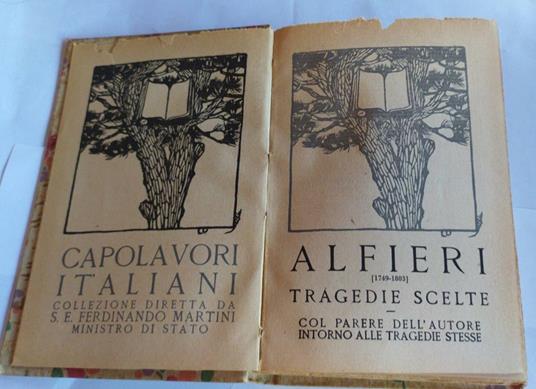 CAPOLAVORI
ITALIANI
COLLEZIONE DIRETTA DA
S. E. FERDINANDO MARTINI
MINISTRO DI STATO
ALFIERI
[1749-1803]
TRAGEDIE SCELTE
—
COL PARERE DELL'AUTORE
INTORNO ALLE TRAGEDIE STESSE